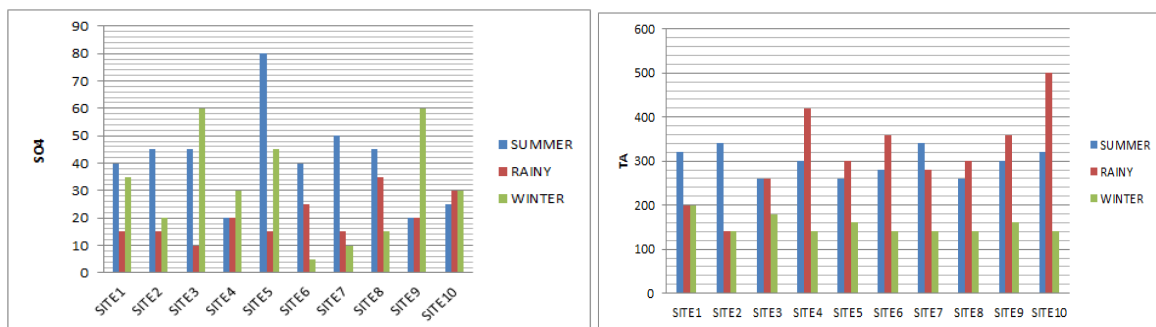 90
80
70
60
50
40
30
20
10
0
SO4
SITE1 SITE2 SITE3 SITE4 SITE5 SITE6 SITE7 SITE8 SITE9 SITE10
SUMMER
RAINY
WINTER
600
500
400
300
200
100
0
TA
SITE1 SITE2 SITE3 SITE4 SITE5 SITE6 SITE7 SITE8 SITE9 SITE10
SUMMER
RAINY
WINTER